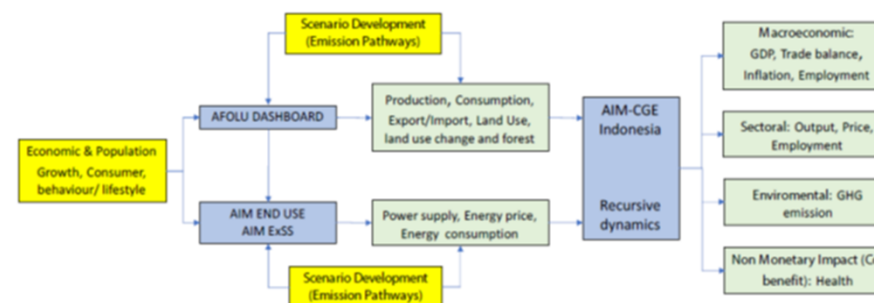 Scenario Development
(Emission Pathways)
Macroeconomic:
GDP, Trade balance,
Inflation, Employment
AFOLU DASHBOARD
Production, Consumption,
Export/Import, Land Use,
land use change and forest
AIM-CGE
Indonesia
Sectoral: Output, Price,
Employment
Economic & Population
Growth, Consumer,
behaviour/ lifestyle
AIM END USE
AIM ExSS
Power supply, Energy price,
Energy consumption
Recursive
dynamics
Enviromental: GHG
emission
Non Monetary Impact
benefit): Health
Scenario Development
(Emission Pathways)